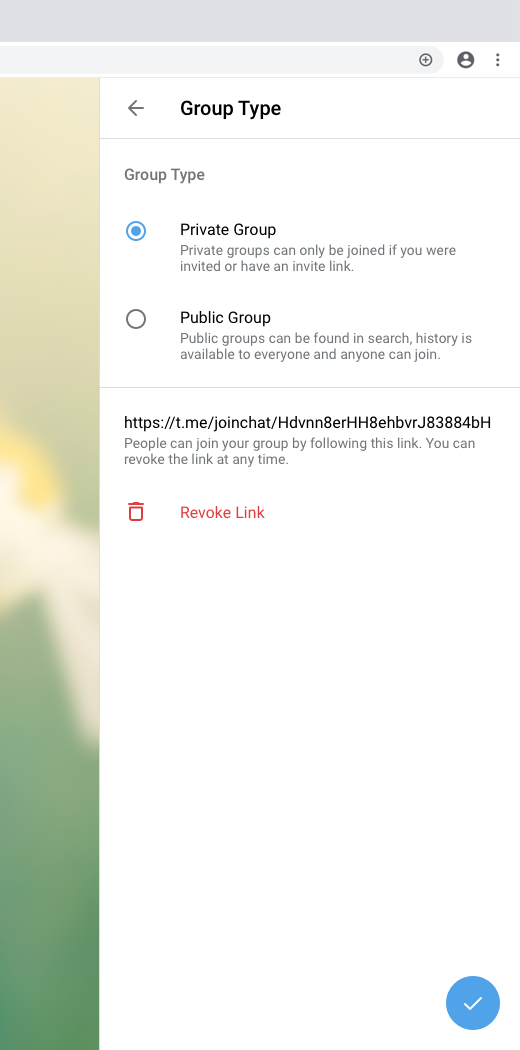 Group Type
Group Type
Private Group
Private groups can only be joined if you were
invited or have an invite link.
Public Group
Public groups can be found in search, history is
available to everyone and anyone can join.
https://t.me/joinchat/Hdvnn8erHH8ehbvrJ83884bH
People can join your group by following this link. You can
revoke the link at any time.
Revoke Link